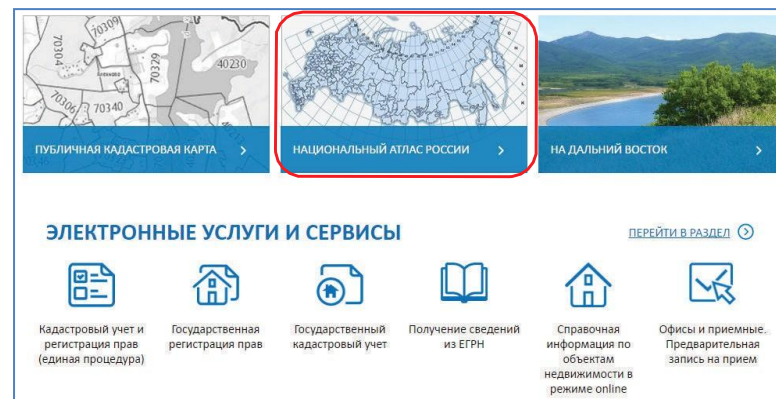 70309
70304
70329
40230
70306
70340
ПУБЛИЧНАЯ КАДАСТРОВАЯ КАРТА
НАЦИОНАЛЬНЫЙ АТЛАС РОССИИ
НА ДАЛЬНИЙ ВОСТОК
ЭЛЕКТРОННЫЕ УСЛУГИ И СЕРВИСЫ
ПЕРЕЙТИ В РАЗДЕЛ
Кадастровый учет и
регистрация прав
(единая процедура)
Государственная
регистрация прав
Государственный
кадастровый учет
Получение сведений
из ЕГРН
Справочная
информация по
объектам
недвижимости в
режиме online
Офисы и приемные.
Предварительная
запись на прием